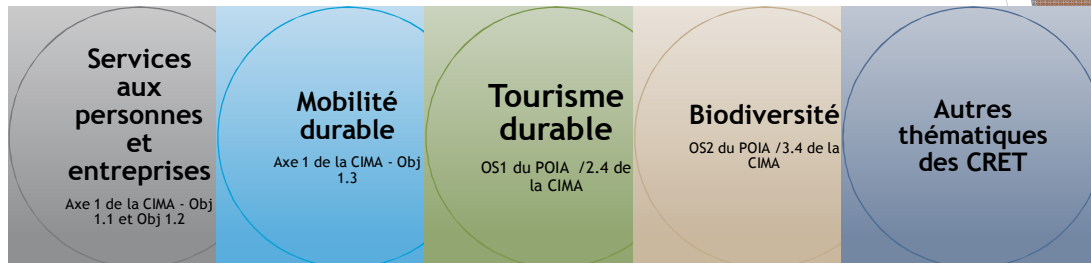 Services
aux
personnes
et
entreprises
Axe 1 de la CIMA - Obj
1.1 et Obj 1.2
Mobilité
durable
Axe 1 de la CIMA - Obj
1.3
Tourisme
durable
OS1 du POIA /2.4 de
la CIMA
Biodiversité
OS2 du POIA /3.4 de la
CIMA
Autres
thématiques
des CRET